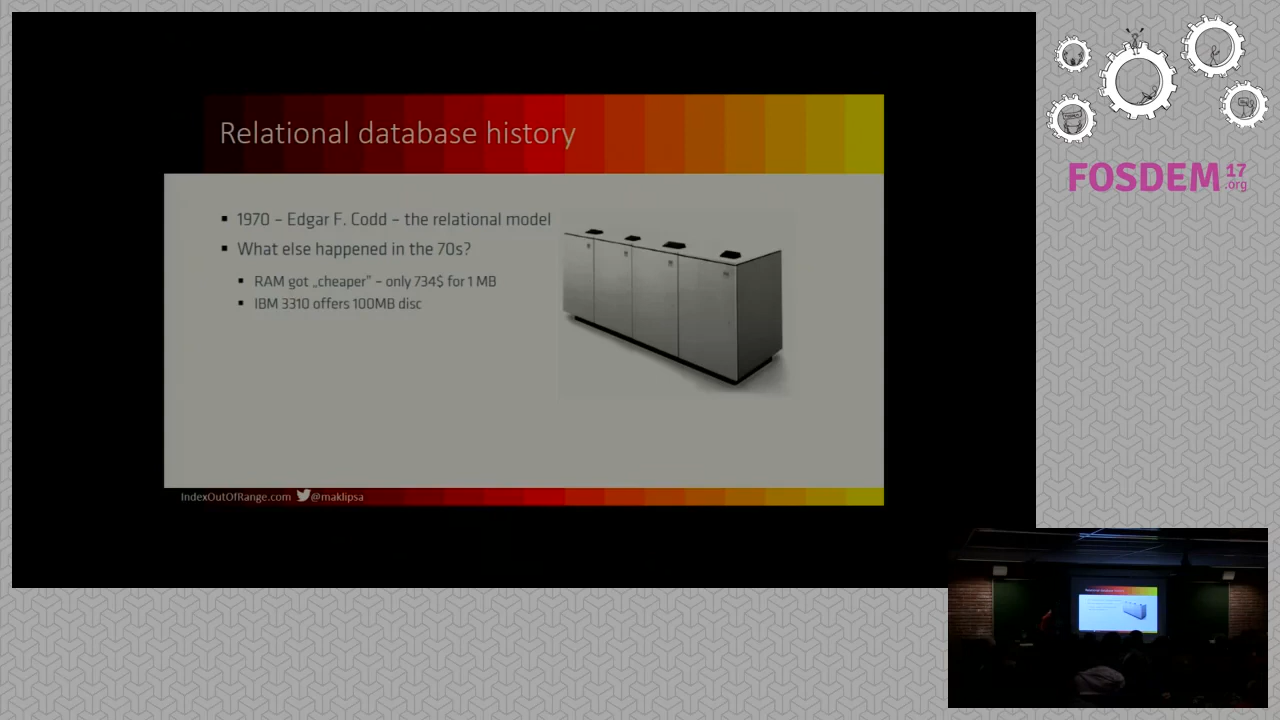 Relational database history
▪ 1970 – Edgar F. Codd – the relational model
▪ What else happened in the 70s?
▪ RAM got „cheaper” – only 734$ for 1 MB
▪ IBM 3310 offers 100MB disc
IndexOutOfRange.com @maklipsa
FOSDEM 17
.org